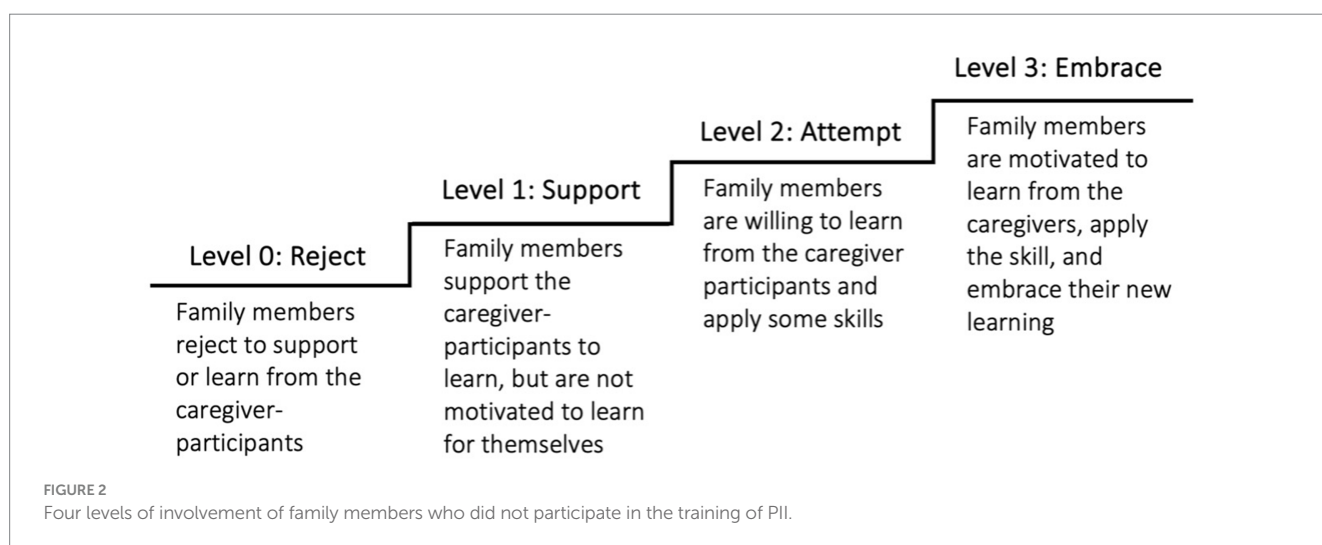 Level 0: Reject
Family members
reject to support
or learn from the
caregiver-
participants
Level 1: Support
Family members
support the
caregiver-
participants to
learn, but are not
motivated to learn
for themselves
Level 2: Attempt
Family members
are willing to learn
from the caregiver
participants and
apply some skills
Level 3: Embrace
Family members
are motivated to
learn from the
caregivers, apply
the skill, and
embrace their new
learning
FIGURE 2
Four levels of involvement of family members who did not participate in the training of PII.